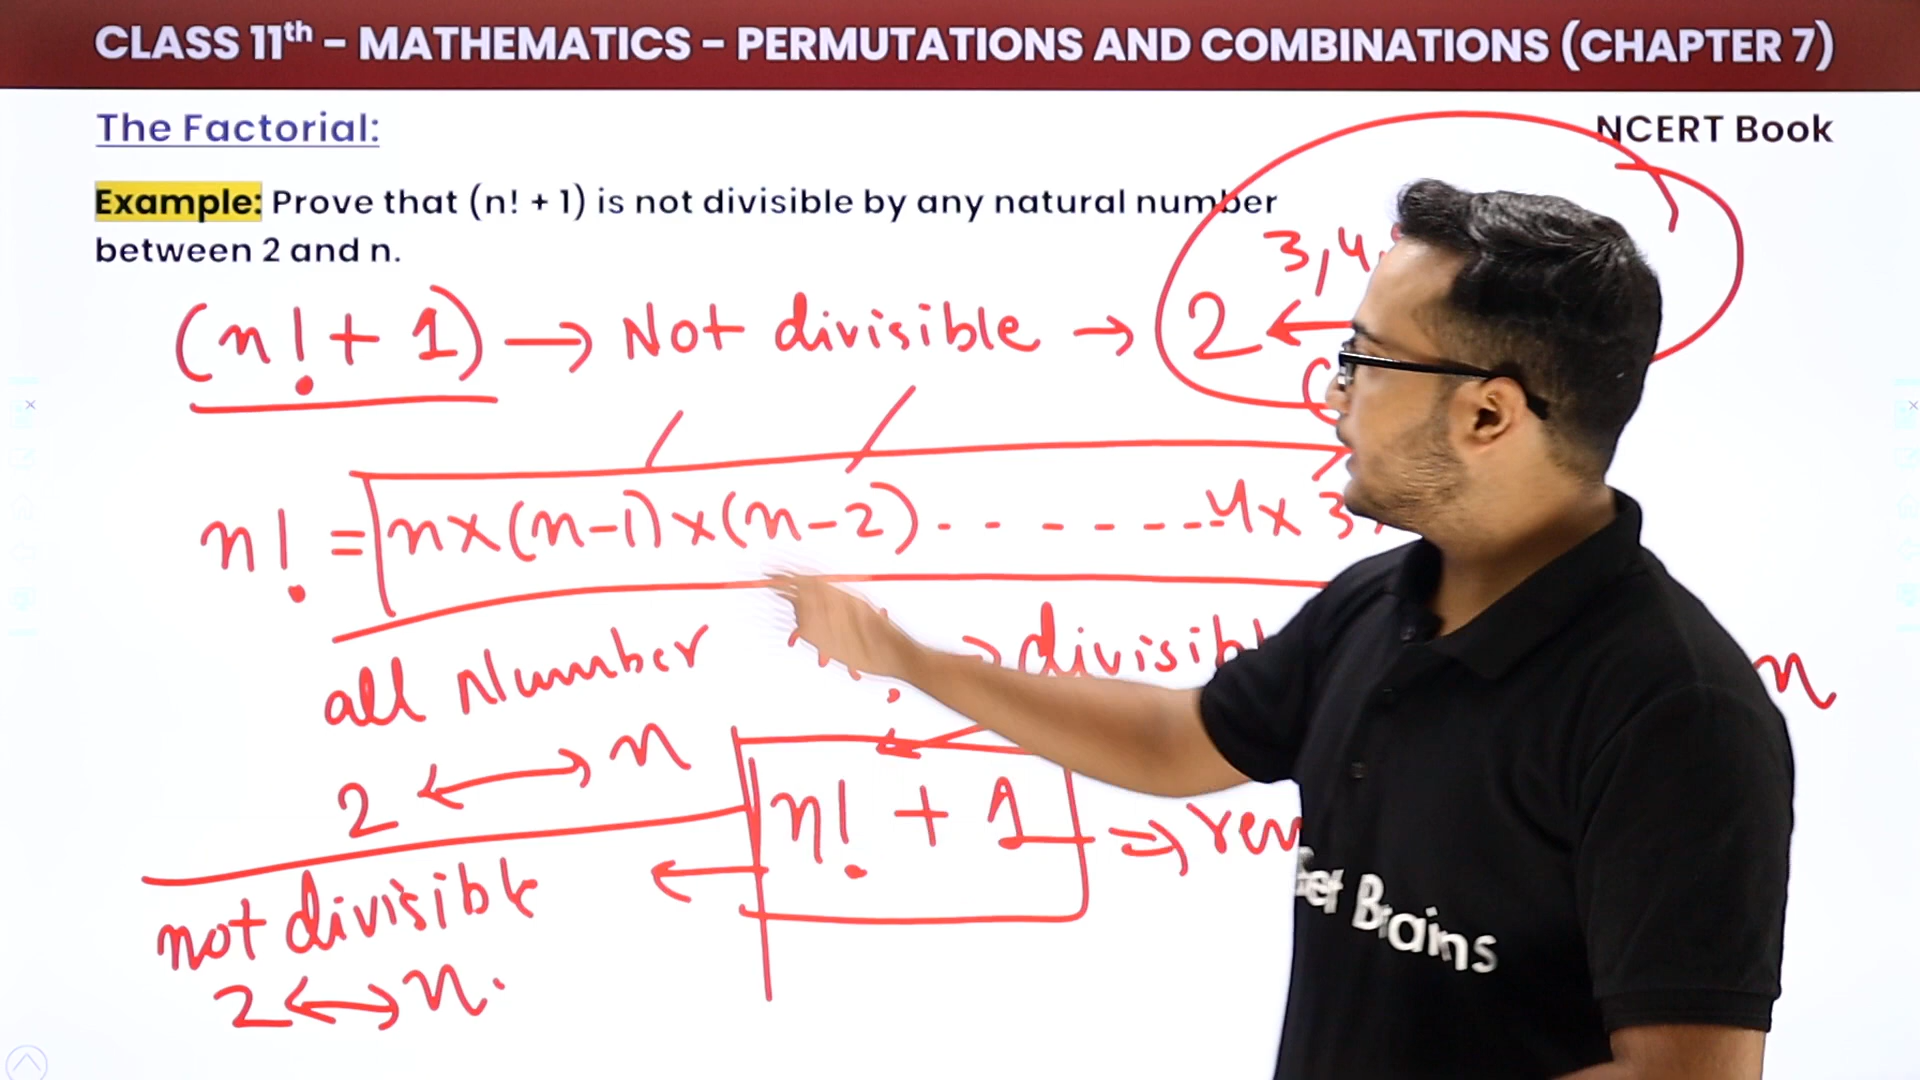 CLASS 11th - MATHEMATICS - PERMUTATIONS AND COMBINATIONS (CHAPTER 7)
The Factorial:
NCERT Book
Example: Prove that (n! + 1) is not divisible by any natural number
between 2 and n.
3, 4,
(n! + 1) → Not divisible → 2 ←
n! = n×(n-1)×(n-2) - - - - - - - 4 × 3
all Number → divisib n
2 ↔ n
n! + 1 ⇒ rem
not divisible ←
2 ↔ n.
Brains